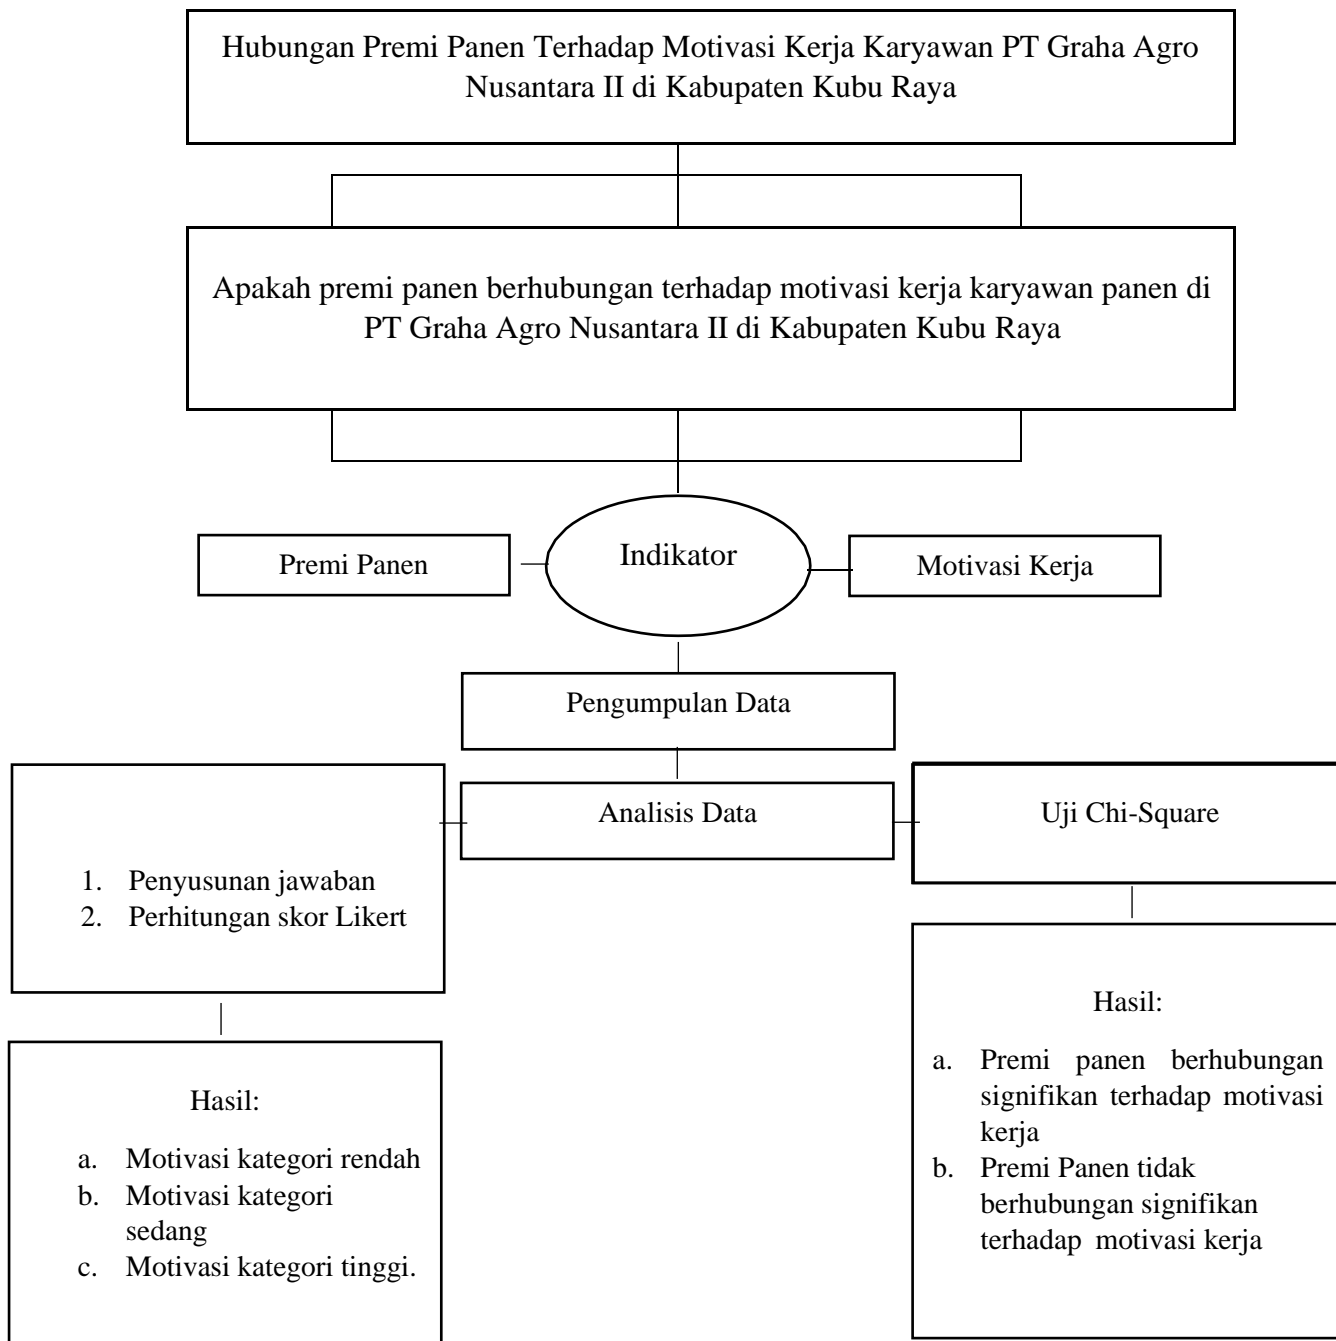 Hubungan Premi Panen Terhadap Motivasi Kerja Karyawan PT Graha Agro
Nusantara II di Kabupaten Kubu Raya
Apakah premi panen berhubungan terhadap motivasi kerja karyawan panen di
PT Graha Agro Nusantara II di Kabupaten Kubu Raya
Indikator
Premi Panen
Motivasi Kerja
Pengumpulan Data
Analisis Data
Uji Chi-Square
1. Penyusunan jawaban
2. Perhitungan skor Likert
Hasil:
a. Motivasi kategori rendah
b. Motivasi kategori
sedang
c. Motivasi kategori tinggi.
Hasil:
a. Premi panen berhubungan
signifikan terhadap motivasi
kerja
b. Premi Panen tidak
berhubungan signifikan
terhadap motivasi kerja